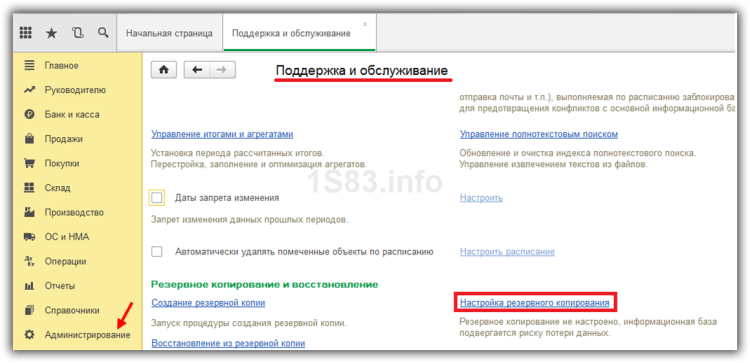 Начальная страница
Поддержка и обслуживание
×
Главное
Руководителю
Банк и касса
Продажи
Покупки
Склад
Производство
ОС и НМА
Операции
Отчеты
Справочники
Администрирование
Поддержка и обслуживание
отправка почты и т.п.), выполняемая по расписанию заблокирова
для предотвращения конфликтов с основной информационной ба
Управление итогами и агрегатами
Управление полнотекстовым поиском
Установка периода рассчитанных итогов.
Обновление и очистка индекса полнотекстового поиска.
Перестройка, заполнение и оптимизация агрегатов.
Управление извлечением текстов из файлов.
1S83.info
Даты запрета изменения
Настроить
Запрет изменения данных прошлых периодов.
Автоматически удалять помеченные объекты по расписанию
Настроить расписание
Резервное копирование и восстановление
Создание резервной копии
Настройка резервного копирования
Запуск процедуры создания резервной копии.
Резервное копирование не настроено, информационная база
подвергается риску потери данных.
Восстановление из резервной копии